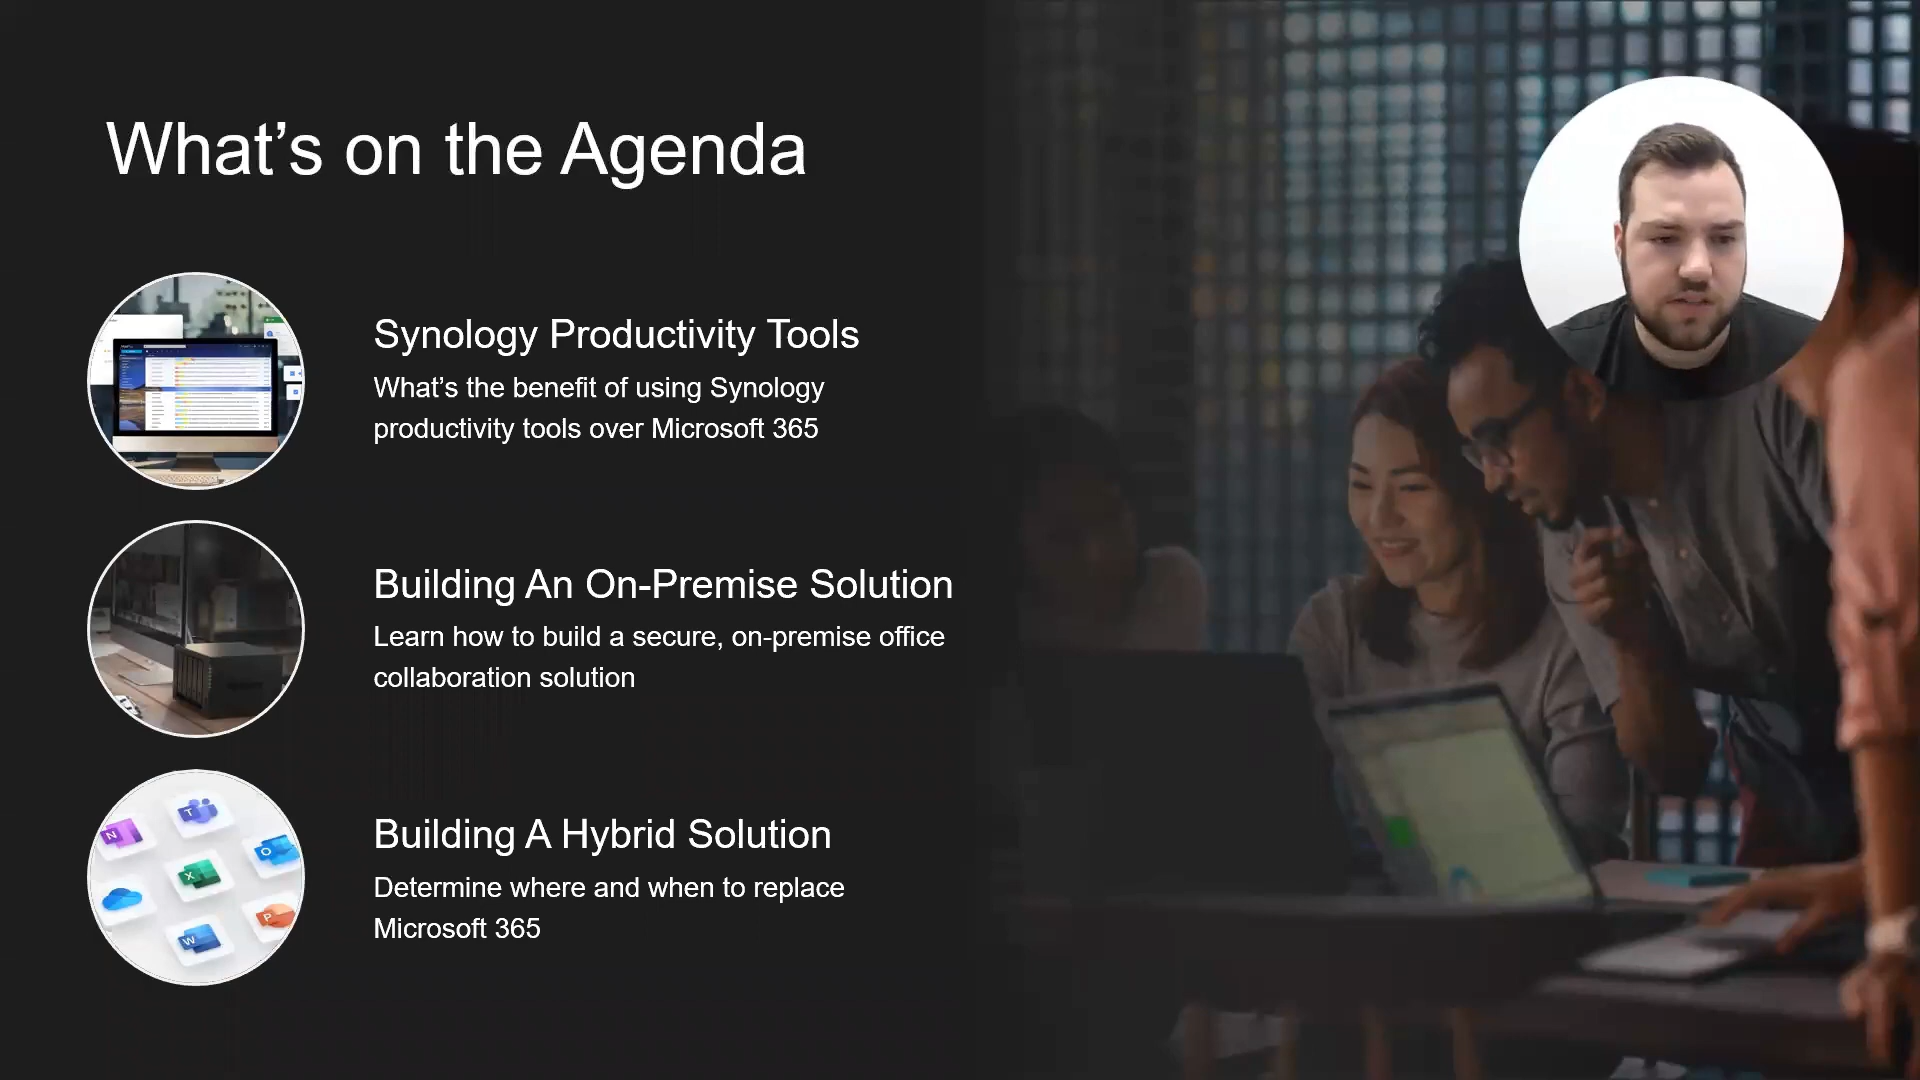 What’s on the Agenda
Synology Productivity Tools
What’s the benefit of using Synology
productivity tools over Microsoft 365
Building An On-Premise Solution
Learn how to build a secure, on-premise office
collaboration solution
N
T
O
X
P
W
Building A Hybrid Solution
Determine where and when to replace
Microsoft 365